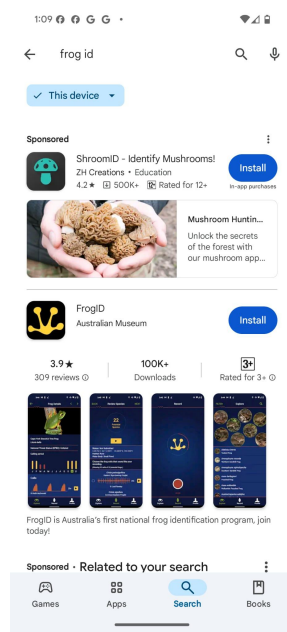 1:09
frog id
This device
Sponsored
ShroomID - Identify Mushrooms!
ZH Creations • Education
4.2★ 500K+ 12+ Rated for 12+
Install
In-app purchases
Mushroom Huntin...
Unlock the secrets
of the forest with
our mushroom app...
FrogID
Australian Museum
Install
3.9★
309 reviews
100K+
Downloads
3+
Rated for 3+
FrogID is Australia's first national frog identification program, join
today!
Sponsored · Related to your search
Games
Apps
Search
Books